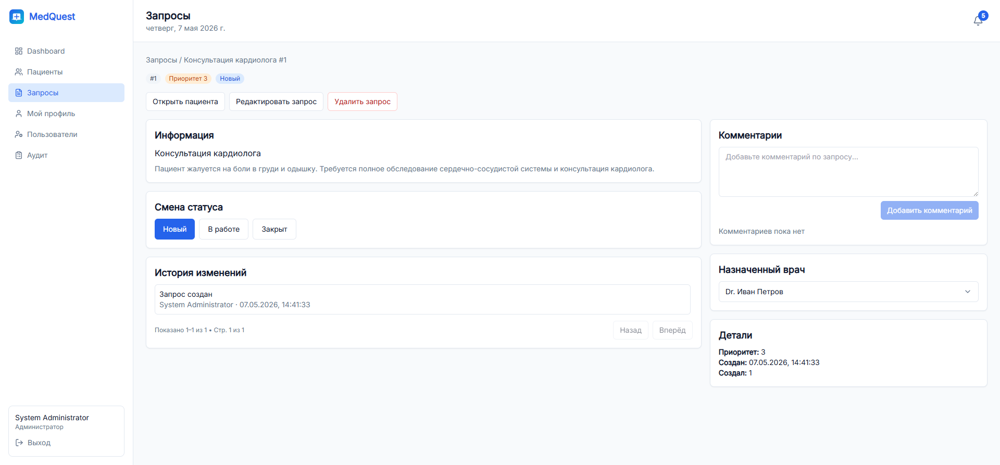 MedQuest
Dashboard
Пациенты
Запросы
Мой профиль
Пользователи
Аудит
System Administrator
Администратор
Выход
Запросы
четверг, 7 мая 2026 г.
5
Запросы / Консультация кардиолога #1
#1 Приоритет 3 Новый
Открыть пациента Редактировать запрос Удалить запрос
Информация
Консультация кардиолога
Пациент жалуется на боли в груди и одышку. Требуется полное обследование сердечно-сосудистой системы и консультация кардиолога.
Смена статуса
Новый В работе Закрыт
История изменений
Запрос создан
System Administrator · 07.05.2026, 14:41:33
Показано 1–1 из 1 • Стр. 1 из 1
Назад Вперёд
Комментарии
Добавьте комментарий по запросу...
Добавить комментарий
Комментариев пока нет
Назначенный врач
Dr. Иван Петров
Детали
Приоритет: 3
Создан: 07.05.2026, 14:41:33
Создал: 1